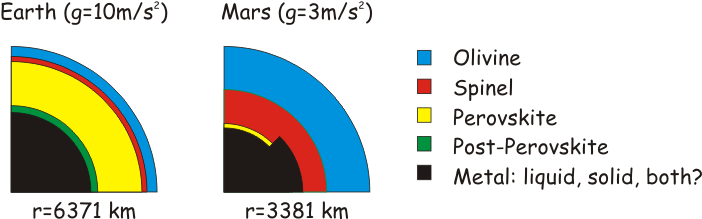 Earth (g=10m/s²)
Mars (g=3m/s²)
Olivine
Spinel
Perovskite
Post-Perovskite
Metal: liquid, solid, both?
r=6371 km
r=3381 km